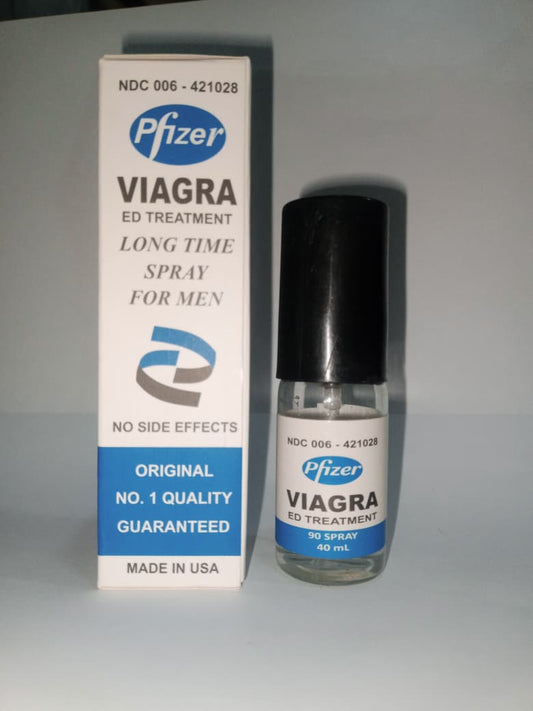 NDC 006 - 421028
Pfizer
VIAGRA
ED TREATMENT
LONG TIME
SPRAY
FOR MEN
NO SIDE EFFECTS
ORIGINAL
NO. 1 QUALITY
GUARANTEED
MADE IN USA
NDC 006 - 421028
Pfizer
VIAGRA
ED TREATMENT
90 SPRAY
40 mL